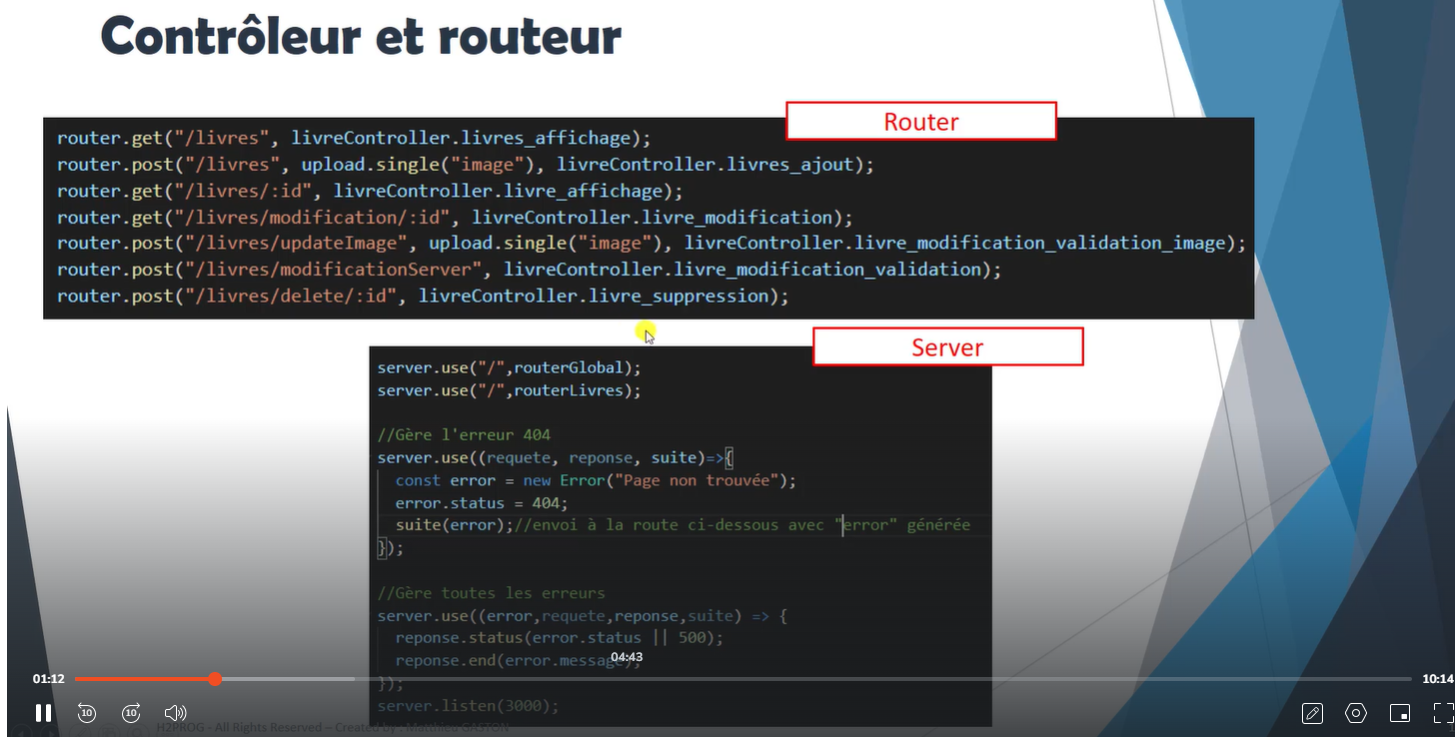 Contrôleur et routeur
Router
router.get("/livres", livreController.livres_affichage);
router.post("/livres", upload.single("image"), livreController.livres_ajout);
router.get("/livres/:id", livreController.livre_affichage);
router.get("/livres/modification/:id", livreController.livre_modification);
router.post("/livres/updateImage", upload.single("image"), livreController.livre_modification_validation_image);
router.post("/livres/modificationServer", livreController.livre_modification_validation);
router.post("/livres/delete/:id", livreController.livre_suppression);
Server
server.use("/",routerGlobal);
server.use("/",routerLivres);
//Gère l'erreur 404
server.use((requete, reponse, suite)=>{
const error = new Error("Page non trouvée");
error.status = 404;
suite(error);//envoi à la route ci-dessous avec "error" générée
});
//Gère toutes les erreurs
server.use((error,requete,reponse,suite) => {
reponse.status(error.status || 500);
reponse.end(error.message);
04:43
01:12
10:14
});
server.listen(3000);
10
10
H2PROG - All Rights Reserved – Created by : Matthieu GASTON